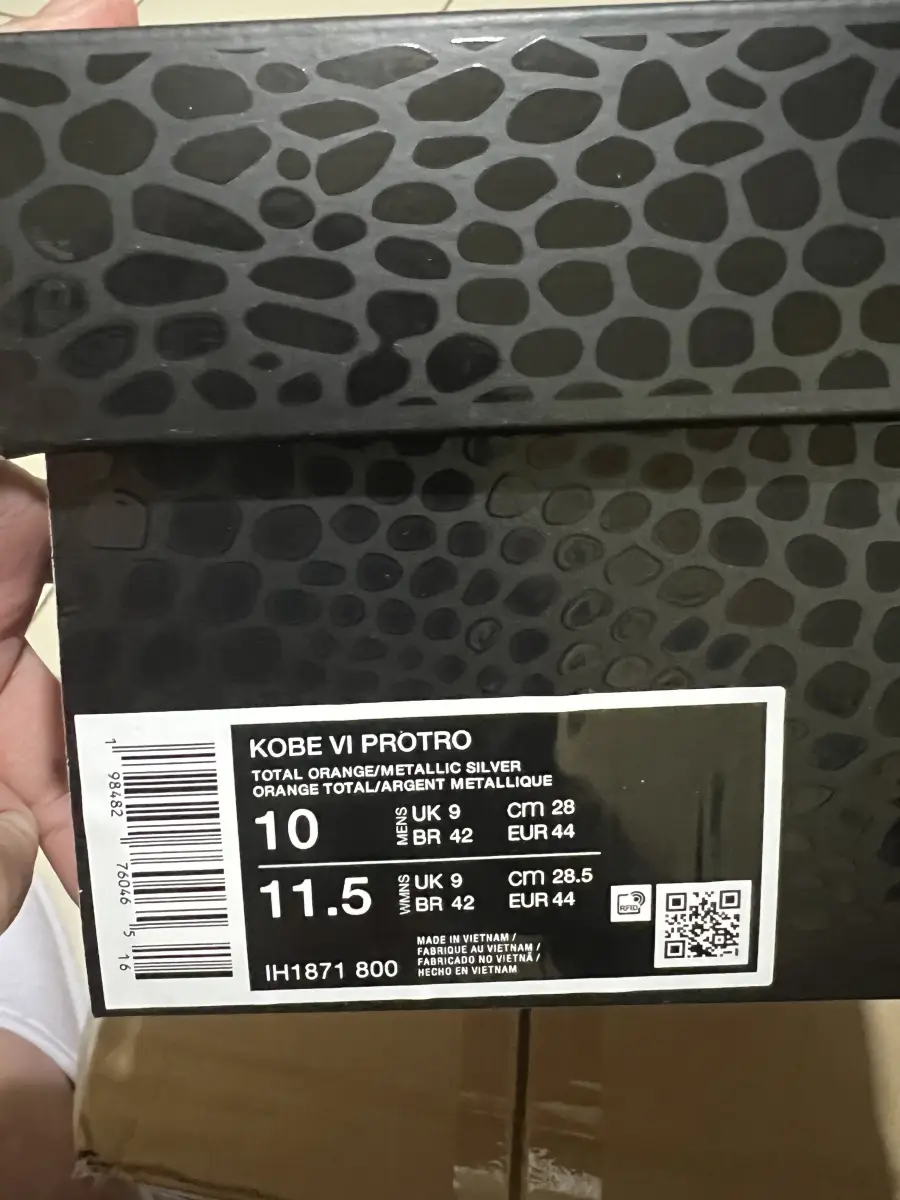 KOBE VI PROTRO
TOTAL ORANGE/METALLIC SILVER
ORANGE TOTAL/ARGENT METALLIQUE
10
MENS
UK 9
cm 28
BR 42
EUR 44
11.5
WMNS
UK 9
cm 28.5
BR 42
EUR 44
RFID
MADE IN VIETNAM /
FABRIQUE AU VIETNAM /
FABRICADO NO VIETNÃ /
HECHO EN VIETNAM
IH1871 800
1 98482 76046 5 16